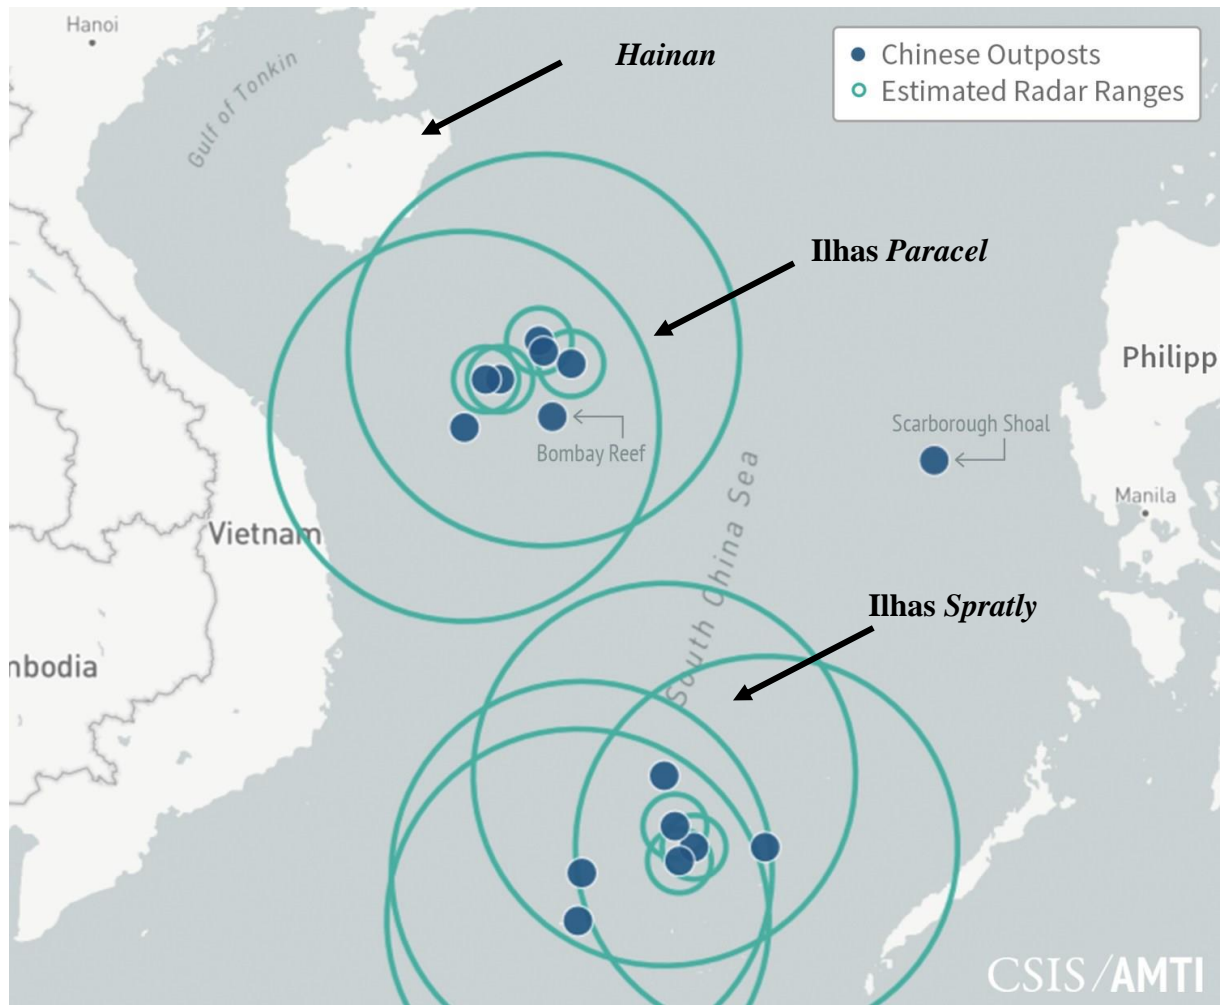 Hanoi
Hainan
Chinese Outposts
Estimated Radar Ranges
Gulf of Tonkin
Ilhas Paracel
Philipp
Scarborough Shoal
Bombay Reef
Manila
South China Sea
Vietnam
Ilhas Spratly
nbodia
CSIS/AMTI